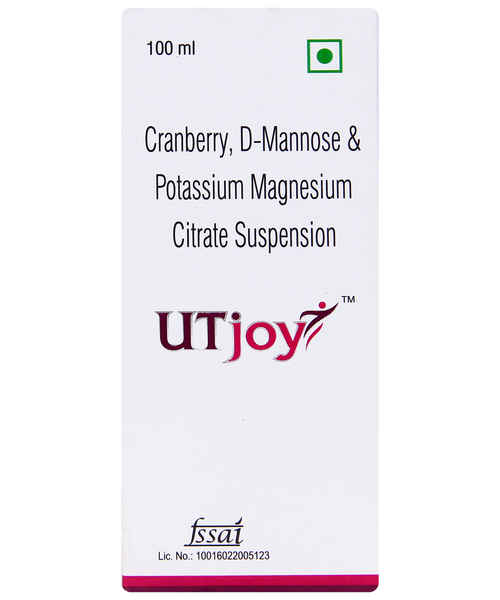 100 ml
Cranberry, D-Mannose &
Potassium Magnesium
Citrate Suspension
UTjoy™
fssai
Lic. No.: 10016022005123